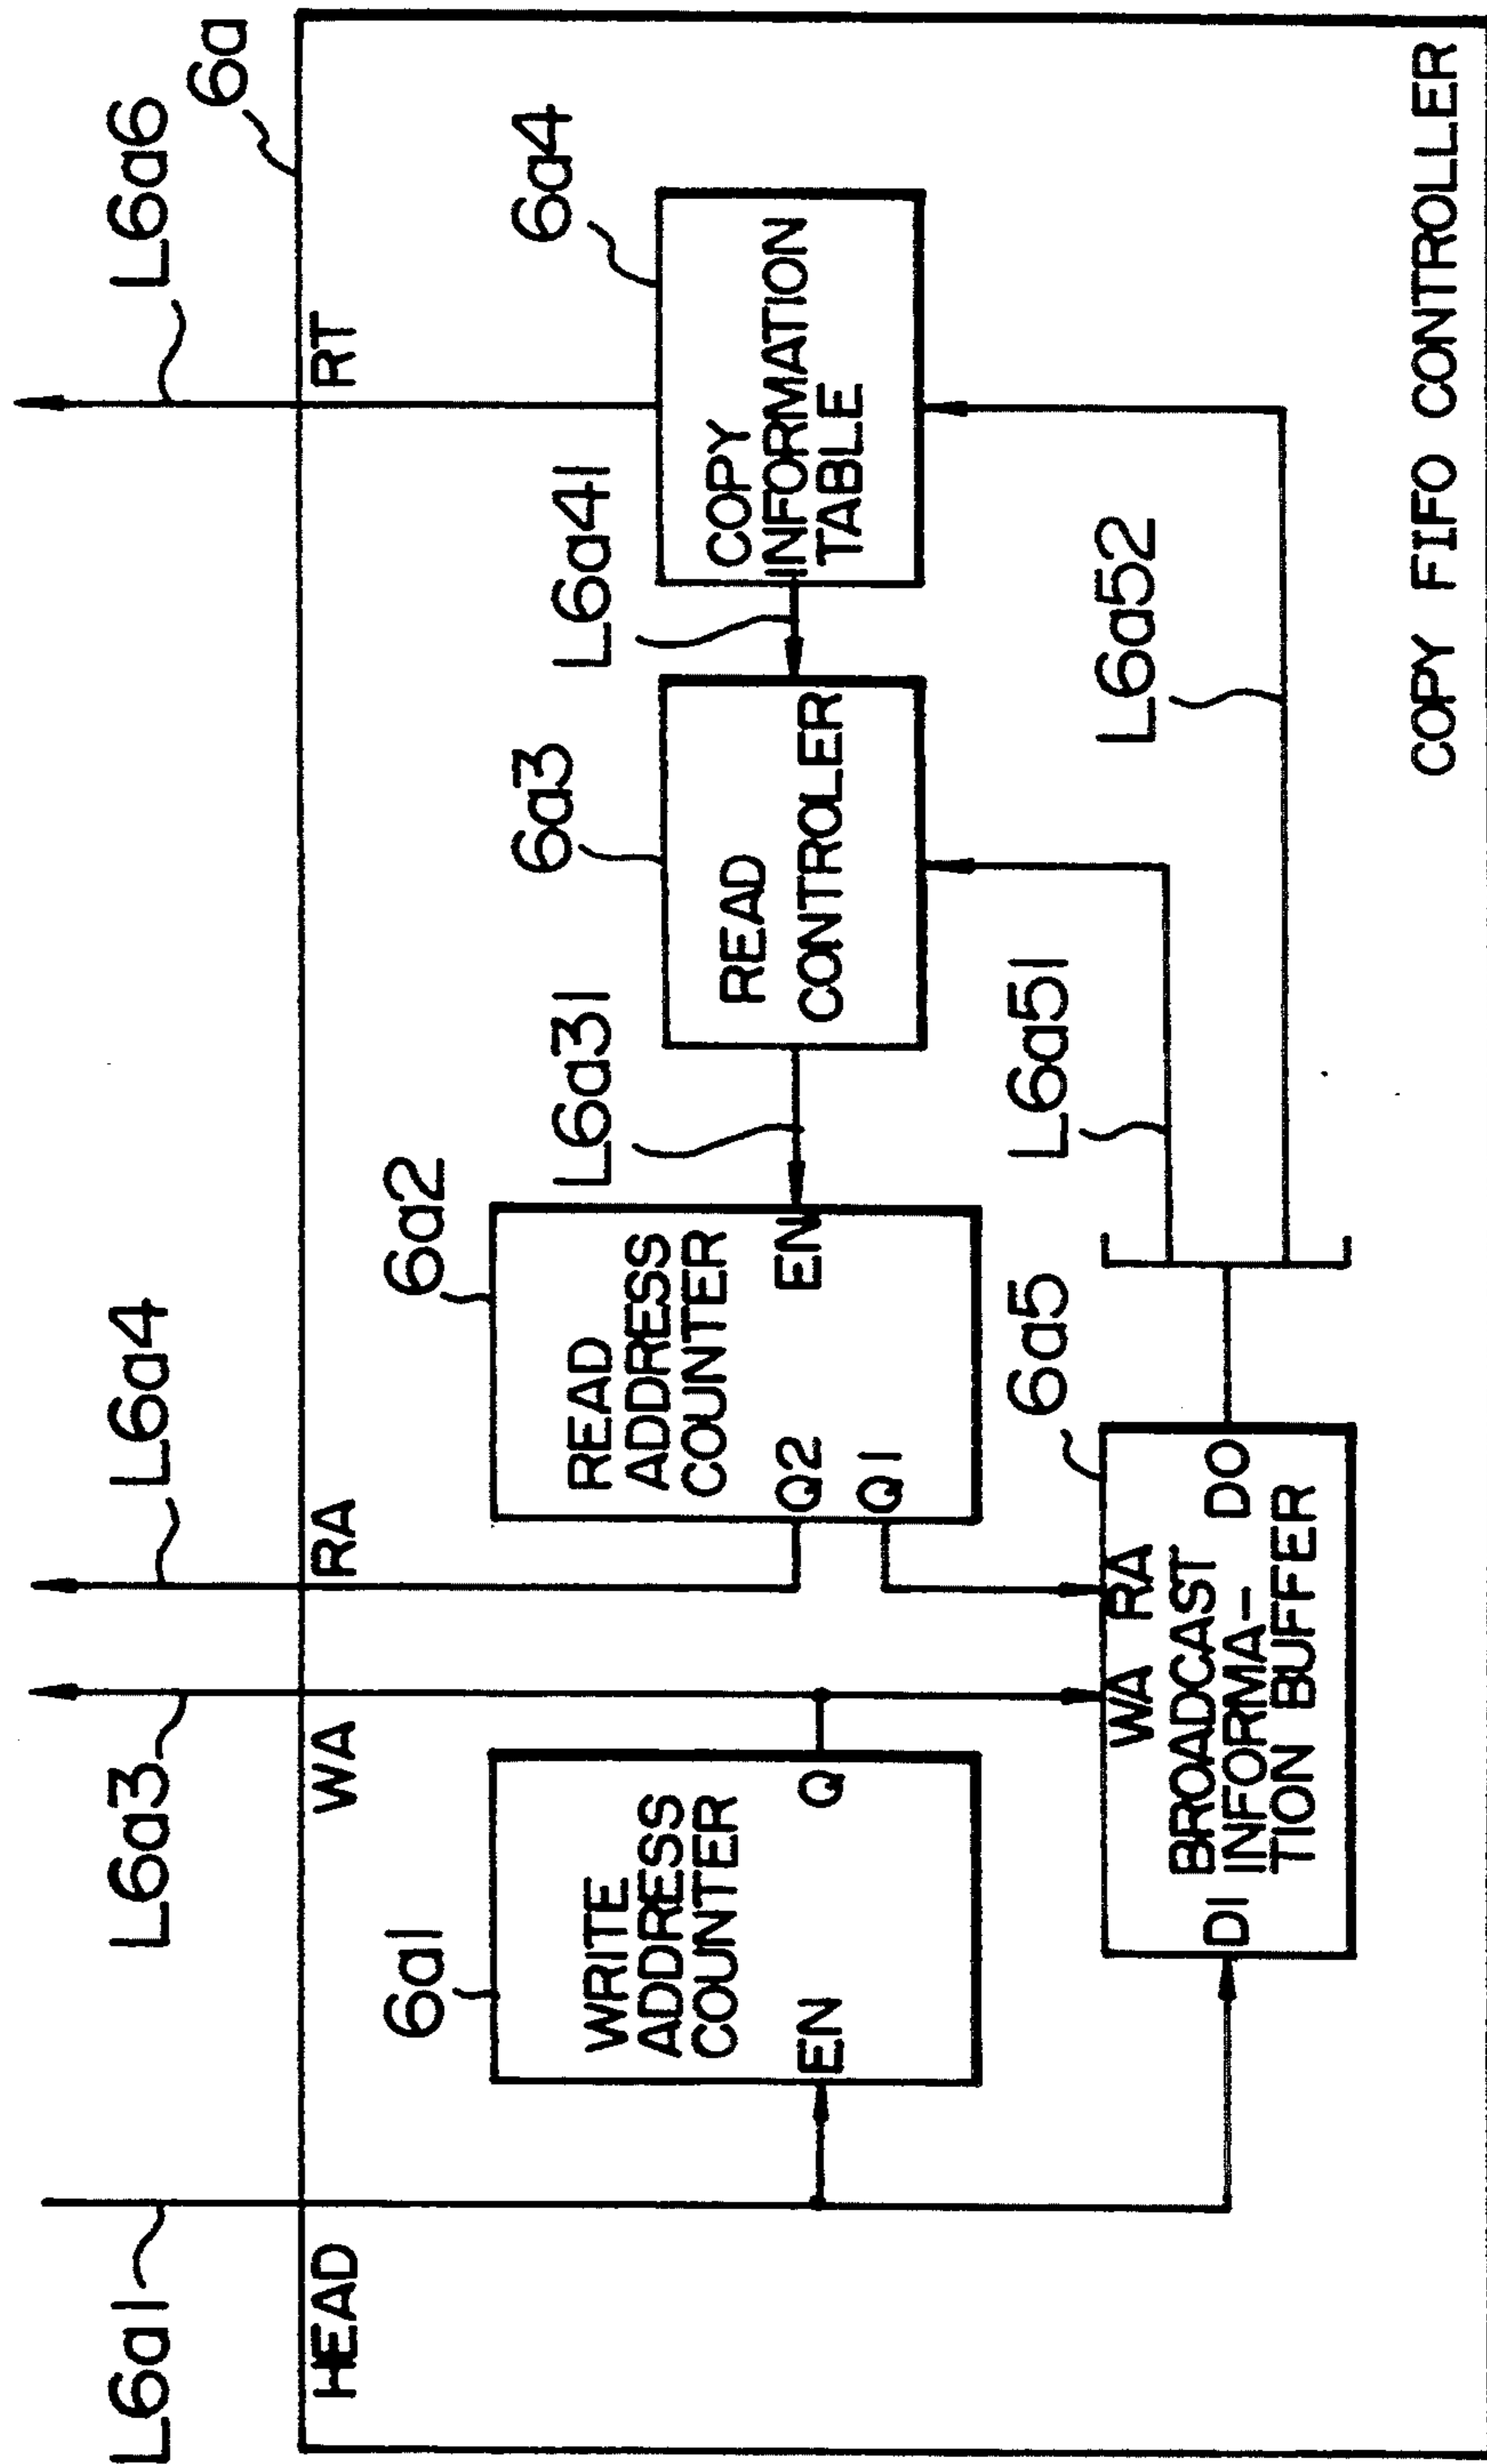 L6a1
L6a3
L6a4
L6a6
6a
HEAD
WA
RA
RT
6a1
WRITE
ADDRESS
COUNTER
EN
Q
6a2
READ
ADDRESS
COUNTER
Q2
EN
Q1
L6a31
6a3
READ
CONTROLER
L6a41
6a4
COPY
INFORMATION
TABLE
6a5
WA RA
BROADCAST
DI
INFORMA-
DO
TION BUFFER
L6a51
L6a52
COPY FIFO CONTROLLER